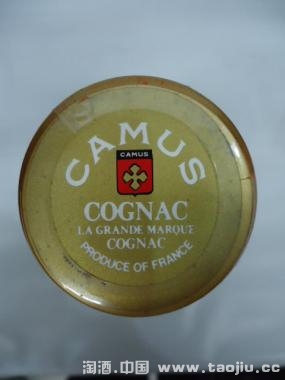 CAMUS
CAMUS
COGNAC
LA GRANDE MARQUE
COGNAC
PRODUCE OF FRANCE
淘酒.中国 www.taojiu.cc